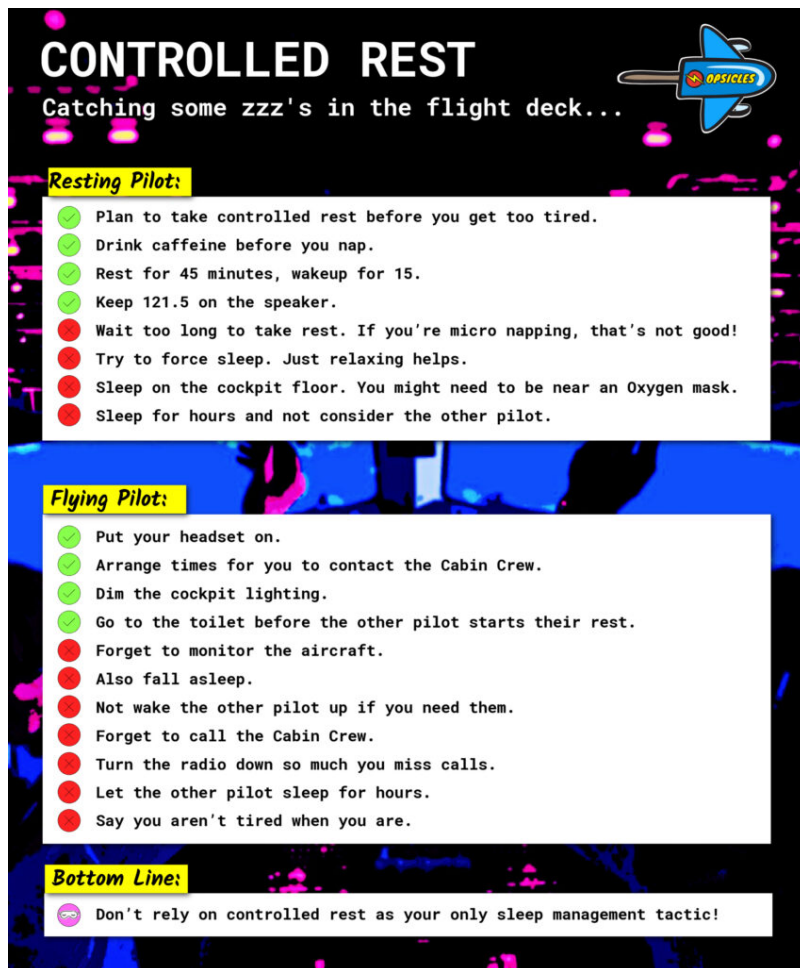 CONTROLLED REST
OPSICLES
Catching some zzz's in the flight deck...
Resting Pilot:
Plan to take controlled rest before you get too tired.
Drink caffeine before you nap.
Rest for 45 minutes, wakeup for 15.
Keep 121.5 on the speaker.
Wait too long to take rest. If you’re micro napping, that’s not good!
Try to force sleep. Just relaxing helps.
Sleep on the cockpit floor. You might need to be near an Oxygen mask.
Sleep for hours and not consider the other pilot.
Flying Pilot:
Put your headset on.
Arrange times for you to contact the Cabin Crew.
Dim the cockpit lighting.
Go to the toilet before the other pilot starts their rest.
Forget to monitor the aircraft.
Also fall asleep.
Not wake the other pilot up if you need them.
Forget to call the Cabin Crew.
Turn the radio down so much you miss calls.
Let the other pilot sleep for hours.
Say you aren’t tired when you are.
Bottom Line:
Don’t rely on controlled rest as your only sleep management tactic!